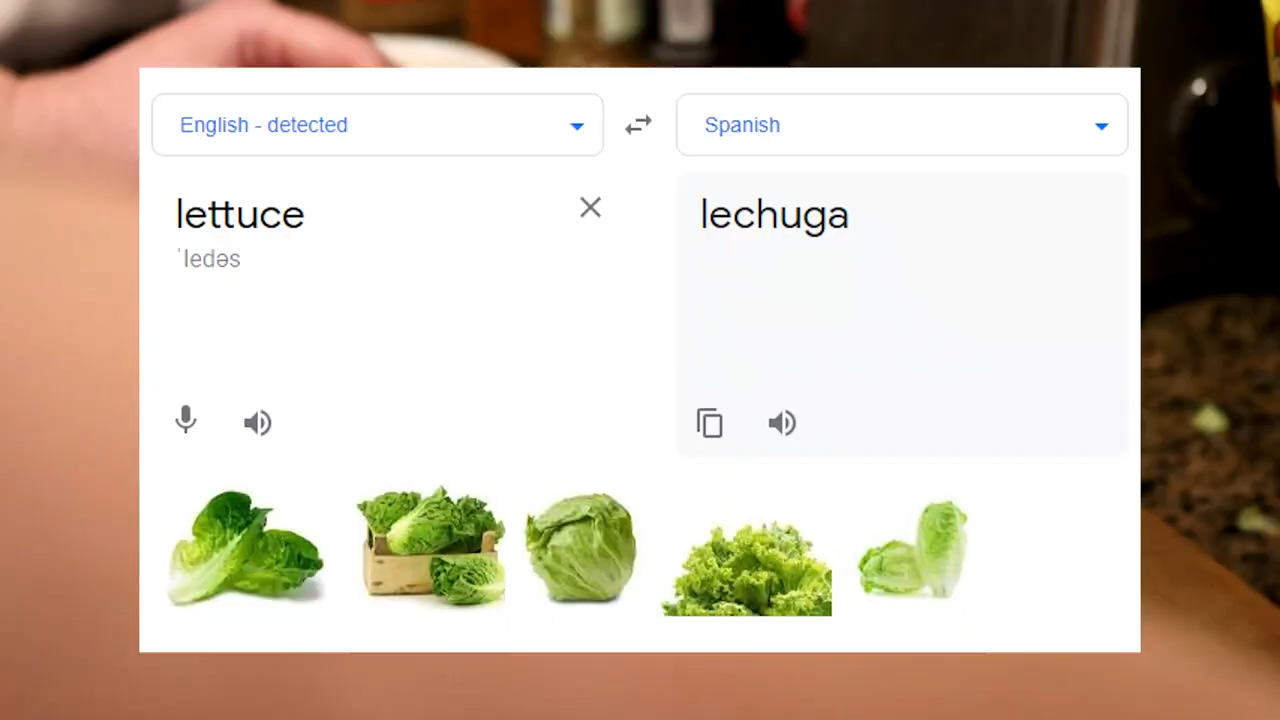 English - detected
Spanish
lettuce
lechuga
ˈledəs